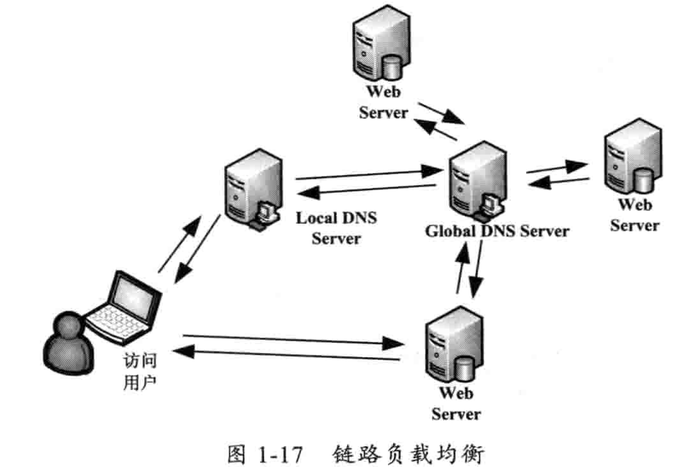 Web
Server
Local DNS
Server
Global DNS Server
Web
Server
访问
用户
Web
Server
图 1-17 链路负载均衡